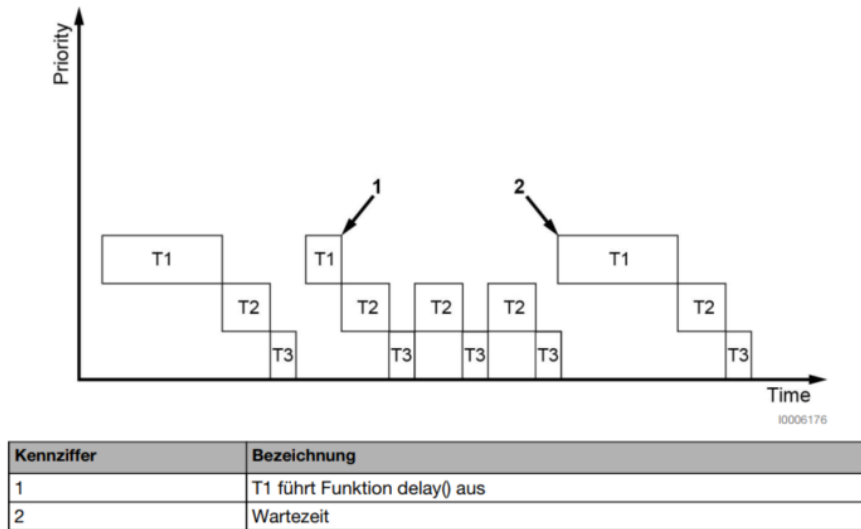 Priority
1
2
T1
T1
T1
T2
T2
T2
T2
T2
T3
T3
T3
T3
T3
Time
I0006176
Kennziffer Bezeichnung
1 T1 führt Funktion delay() aus
2 Wartezeit